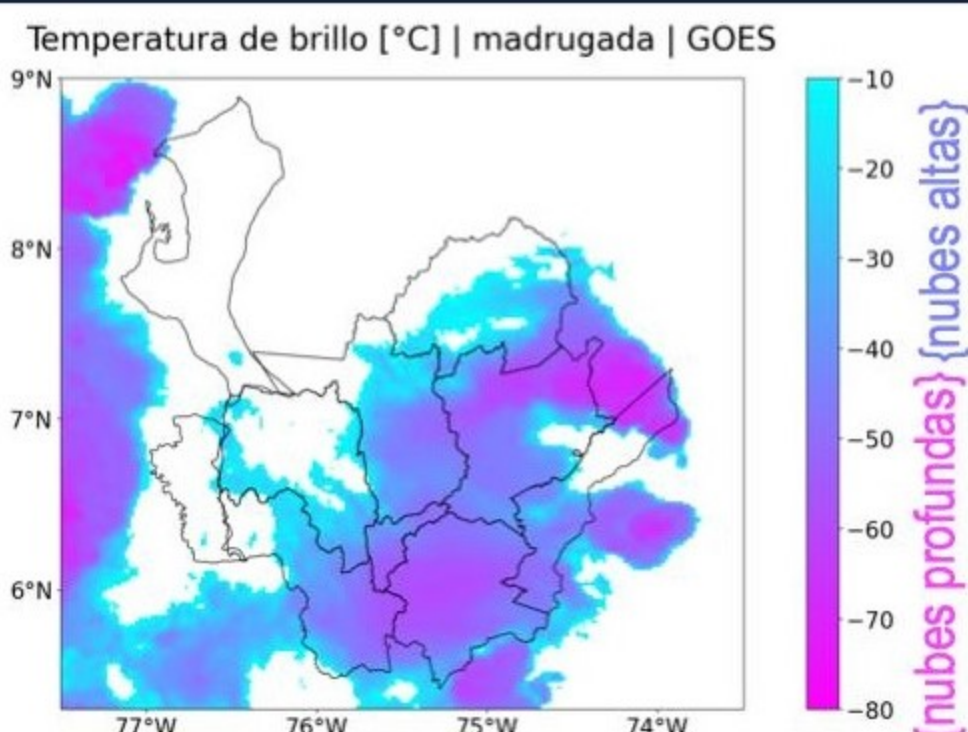 Temperatura de brillo [°C] | madrugada | GOES
9°N
8°N
7°N
6°N
77°W
76°W
75°W
74°W
−10
−20
−30
−40
−50
−60
−70
−80
{nubes profundas} {nubes altas}